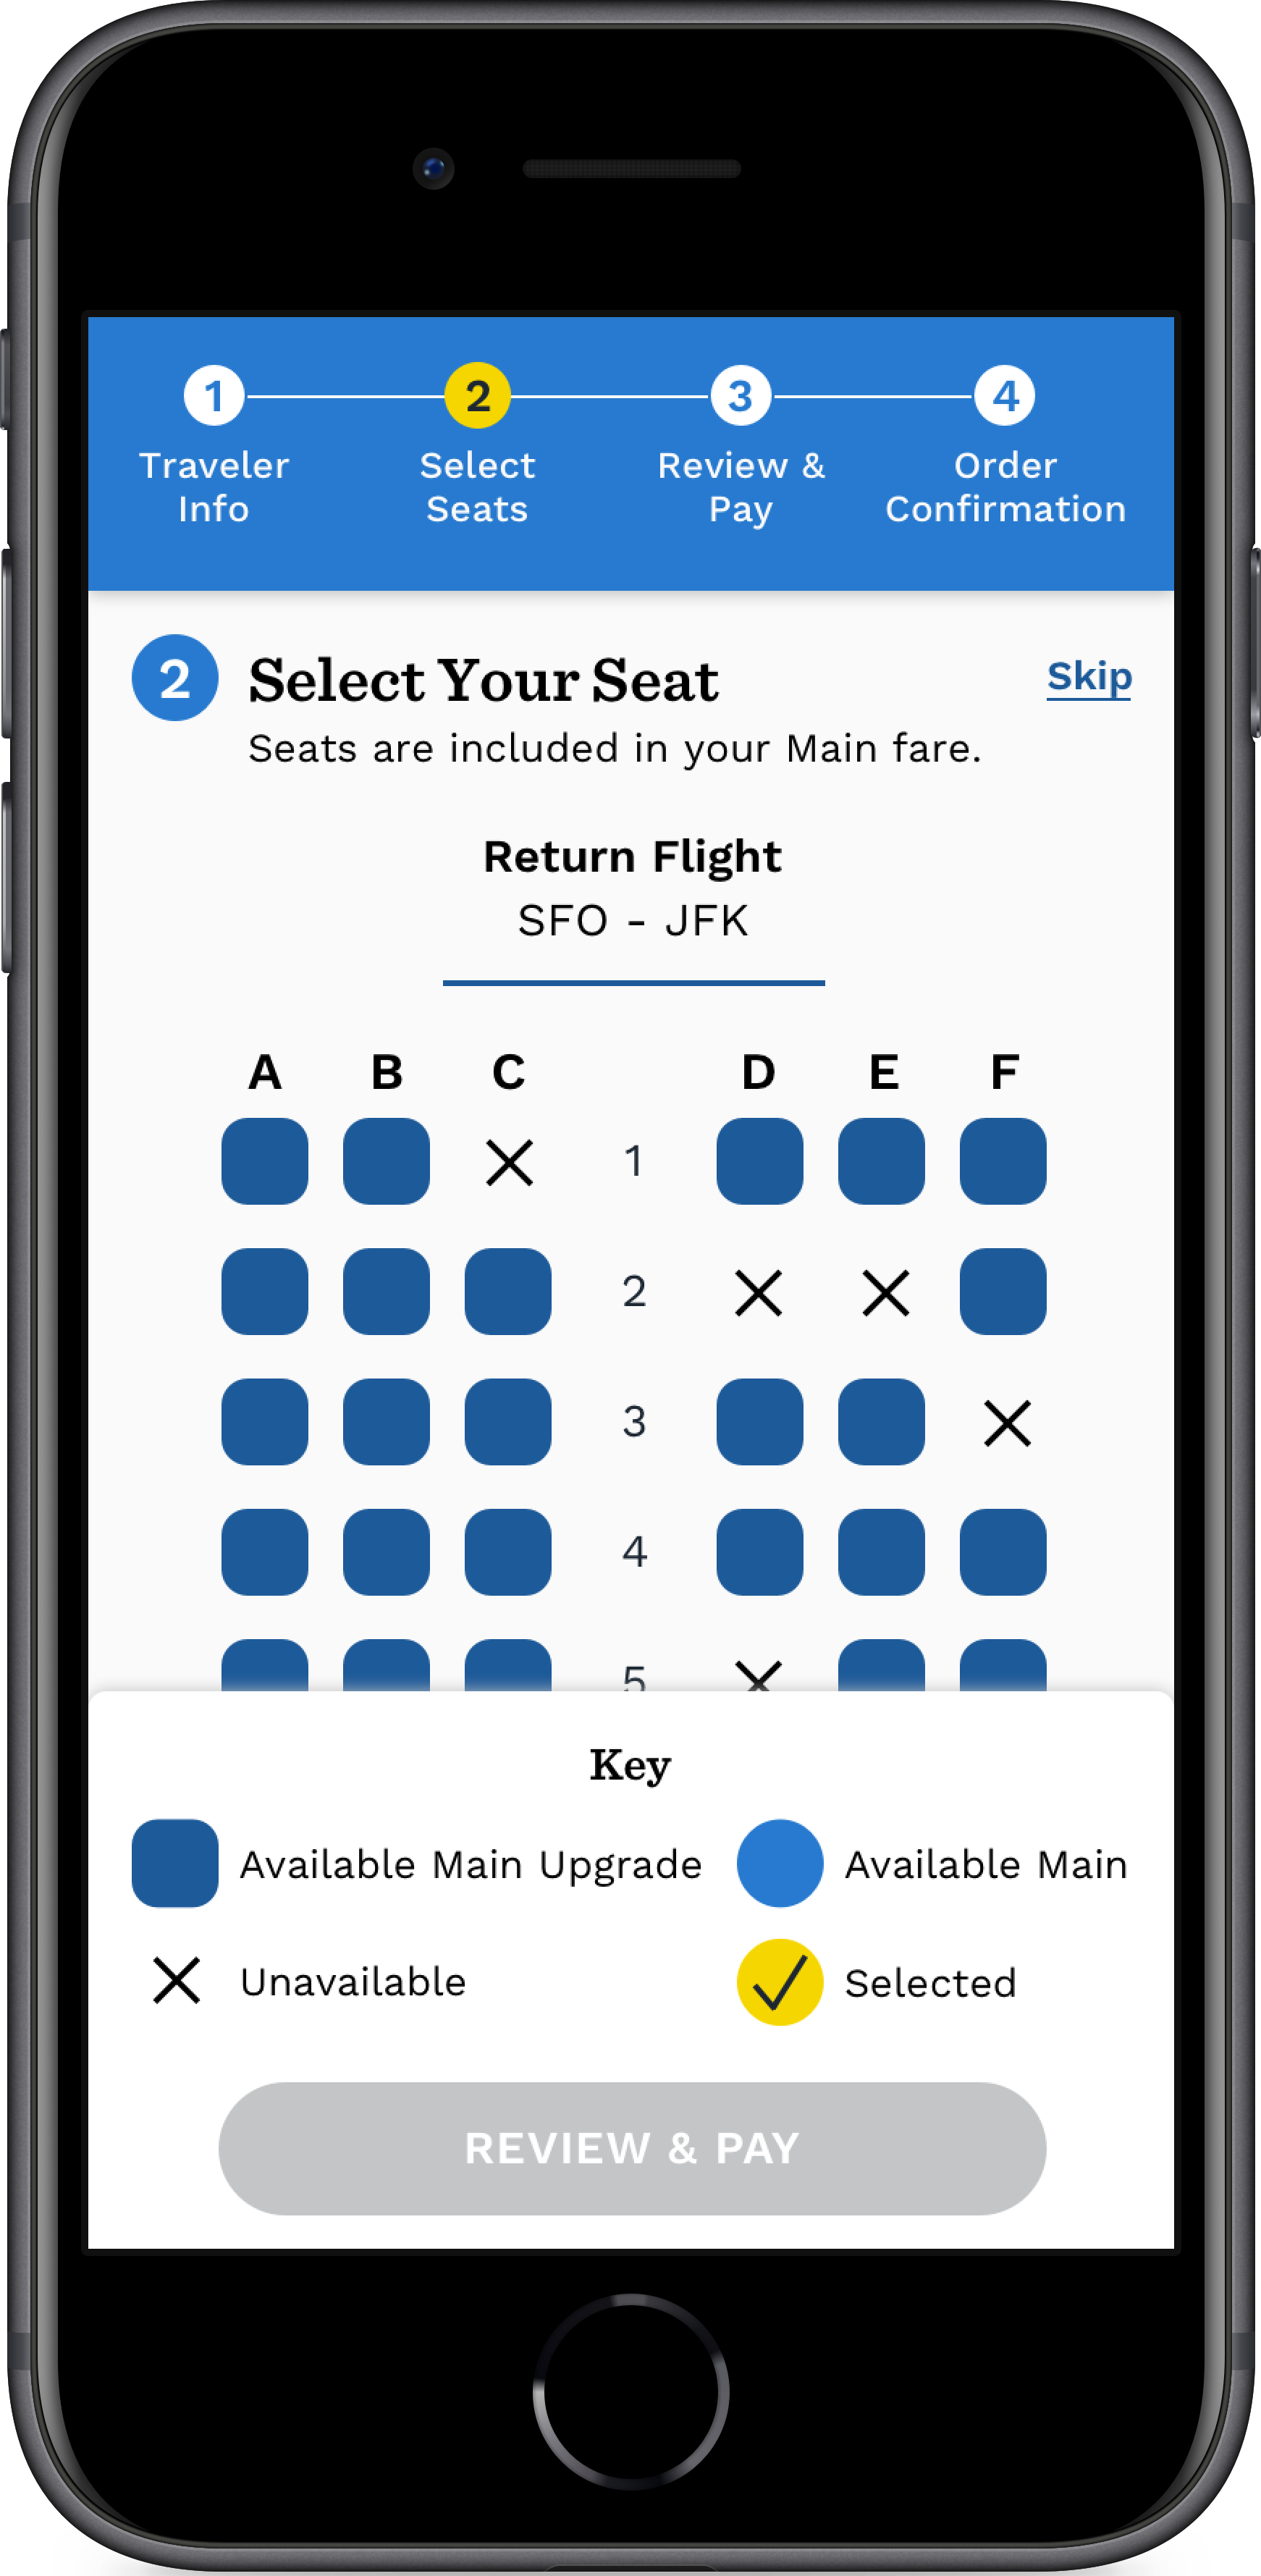 1 2 3 4
Traveler Info
Select Seats
Review & Pay
Order Confirmation
2 Select Your Seat Skip
Seats are included in your Main fare.
Return Flight
SFO - JFK
A B C D E F
1
2
3
4
5
Key
Available Main Upgrade Available Main
Unavailable Selected
REVIEW & PAY